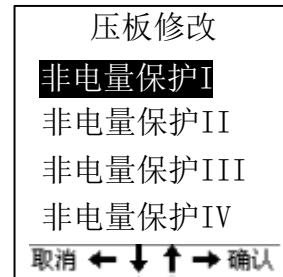 压板修改
非电量保护I
非电量保护II
非电量保护III
非电量保护IV
取消 ← ↓ ↑ → 确认